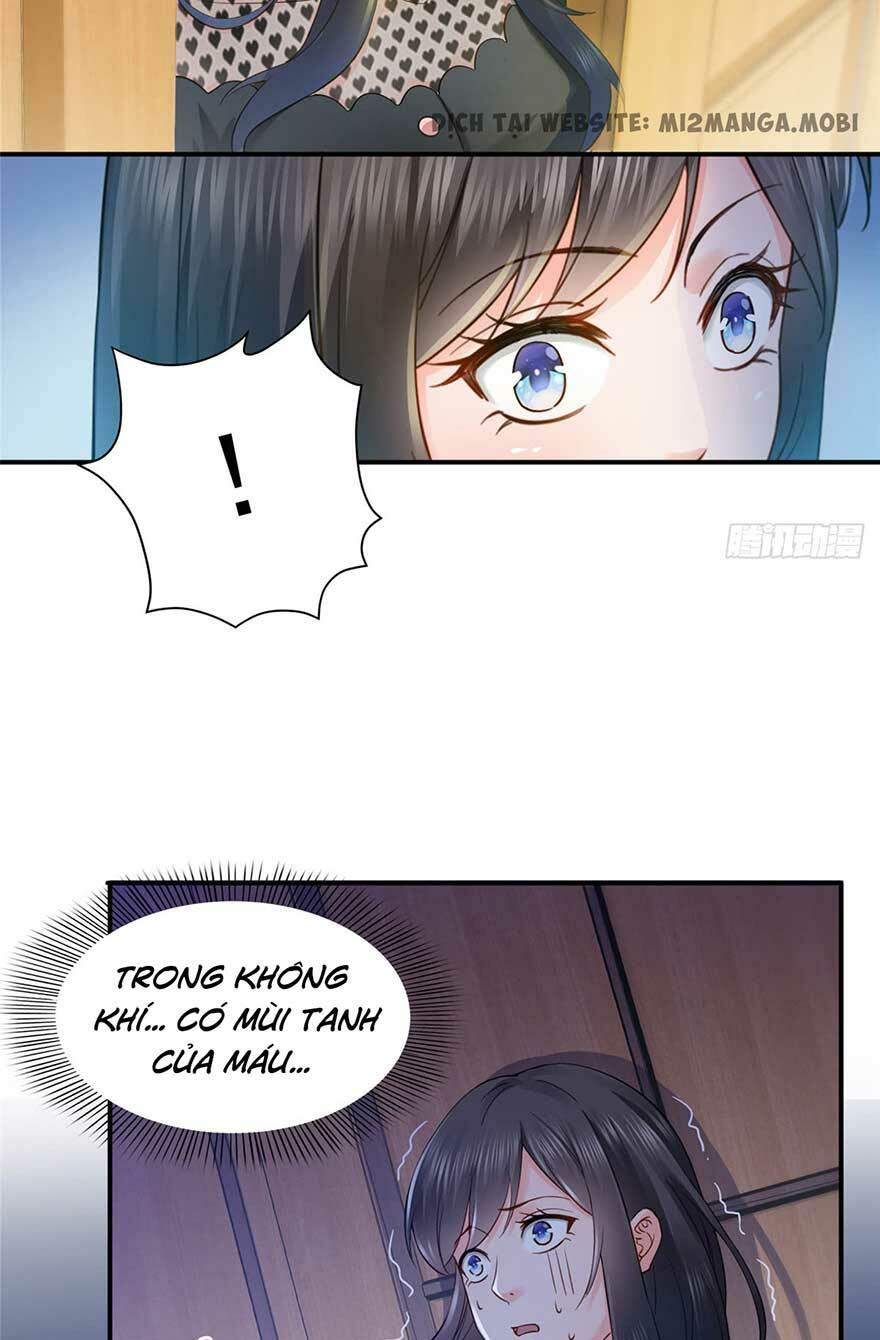 DỊCH TẠI WEBSITE: MI2MANGA.MOBI
!
腾讯动漫
TRONG KHÔNG
KHÍ... CÓ MÙI TANH
CỦA MÁU...